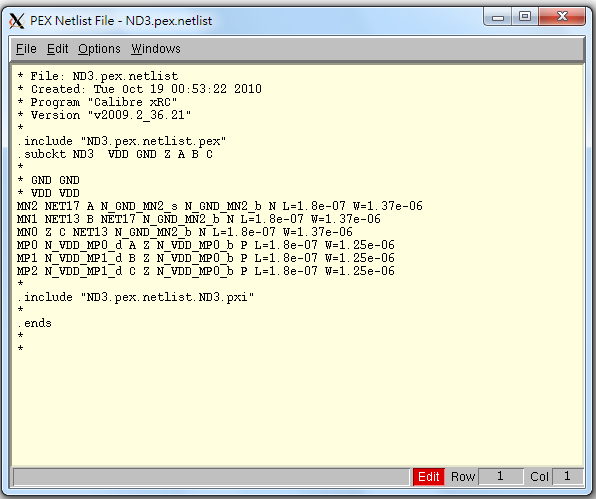 PEX Netlist File - ND3.pex.netlist
File Edit Options Windows
* File: ND3.pex.netlist
* Created: Tue Oct 19 00:53:22 2010
* Program "Calibre xRC"
* Version "v2009.2_36.21"
*
.include "ND3.pex.netlist.pex"
.subckt ND3  VDD GND Z A B C
*
* GND GND
* VDD VDD
MN2 NET17 A N_GND_MN2_s N_GND_MN2_b N L=1.8e-07 W=1.37e-06
MN1 NET13 B NET17 N_GND_MN2_b N L=1.8e-07 W=1.37e-06
MN0 Z C NET13 N_GND_MN2_b N L=1.8e-07 W=1.37e-06
MP0 N_VDD_MP0_d A Z N_VDD_MP0_b P L=1.8e-07 W=1.25e-06
MP1 N_VDD_MP1_d B Z N_VDD_MP0_b P L=1.8e-07 W=1.25e-06
MP2 N_VDD_MP1_d C Z N_VDD_MP0_b P L=1.8e-07 W=1.25e-06
*
.include "ND3.pex.netlist.ND3.pxi"
*
.ends
*
*
Edit Row 1 Col 1